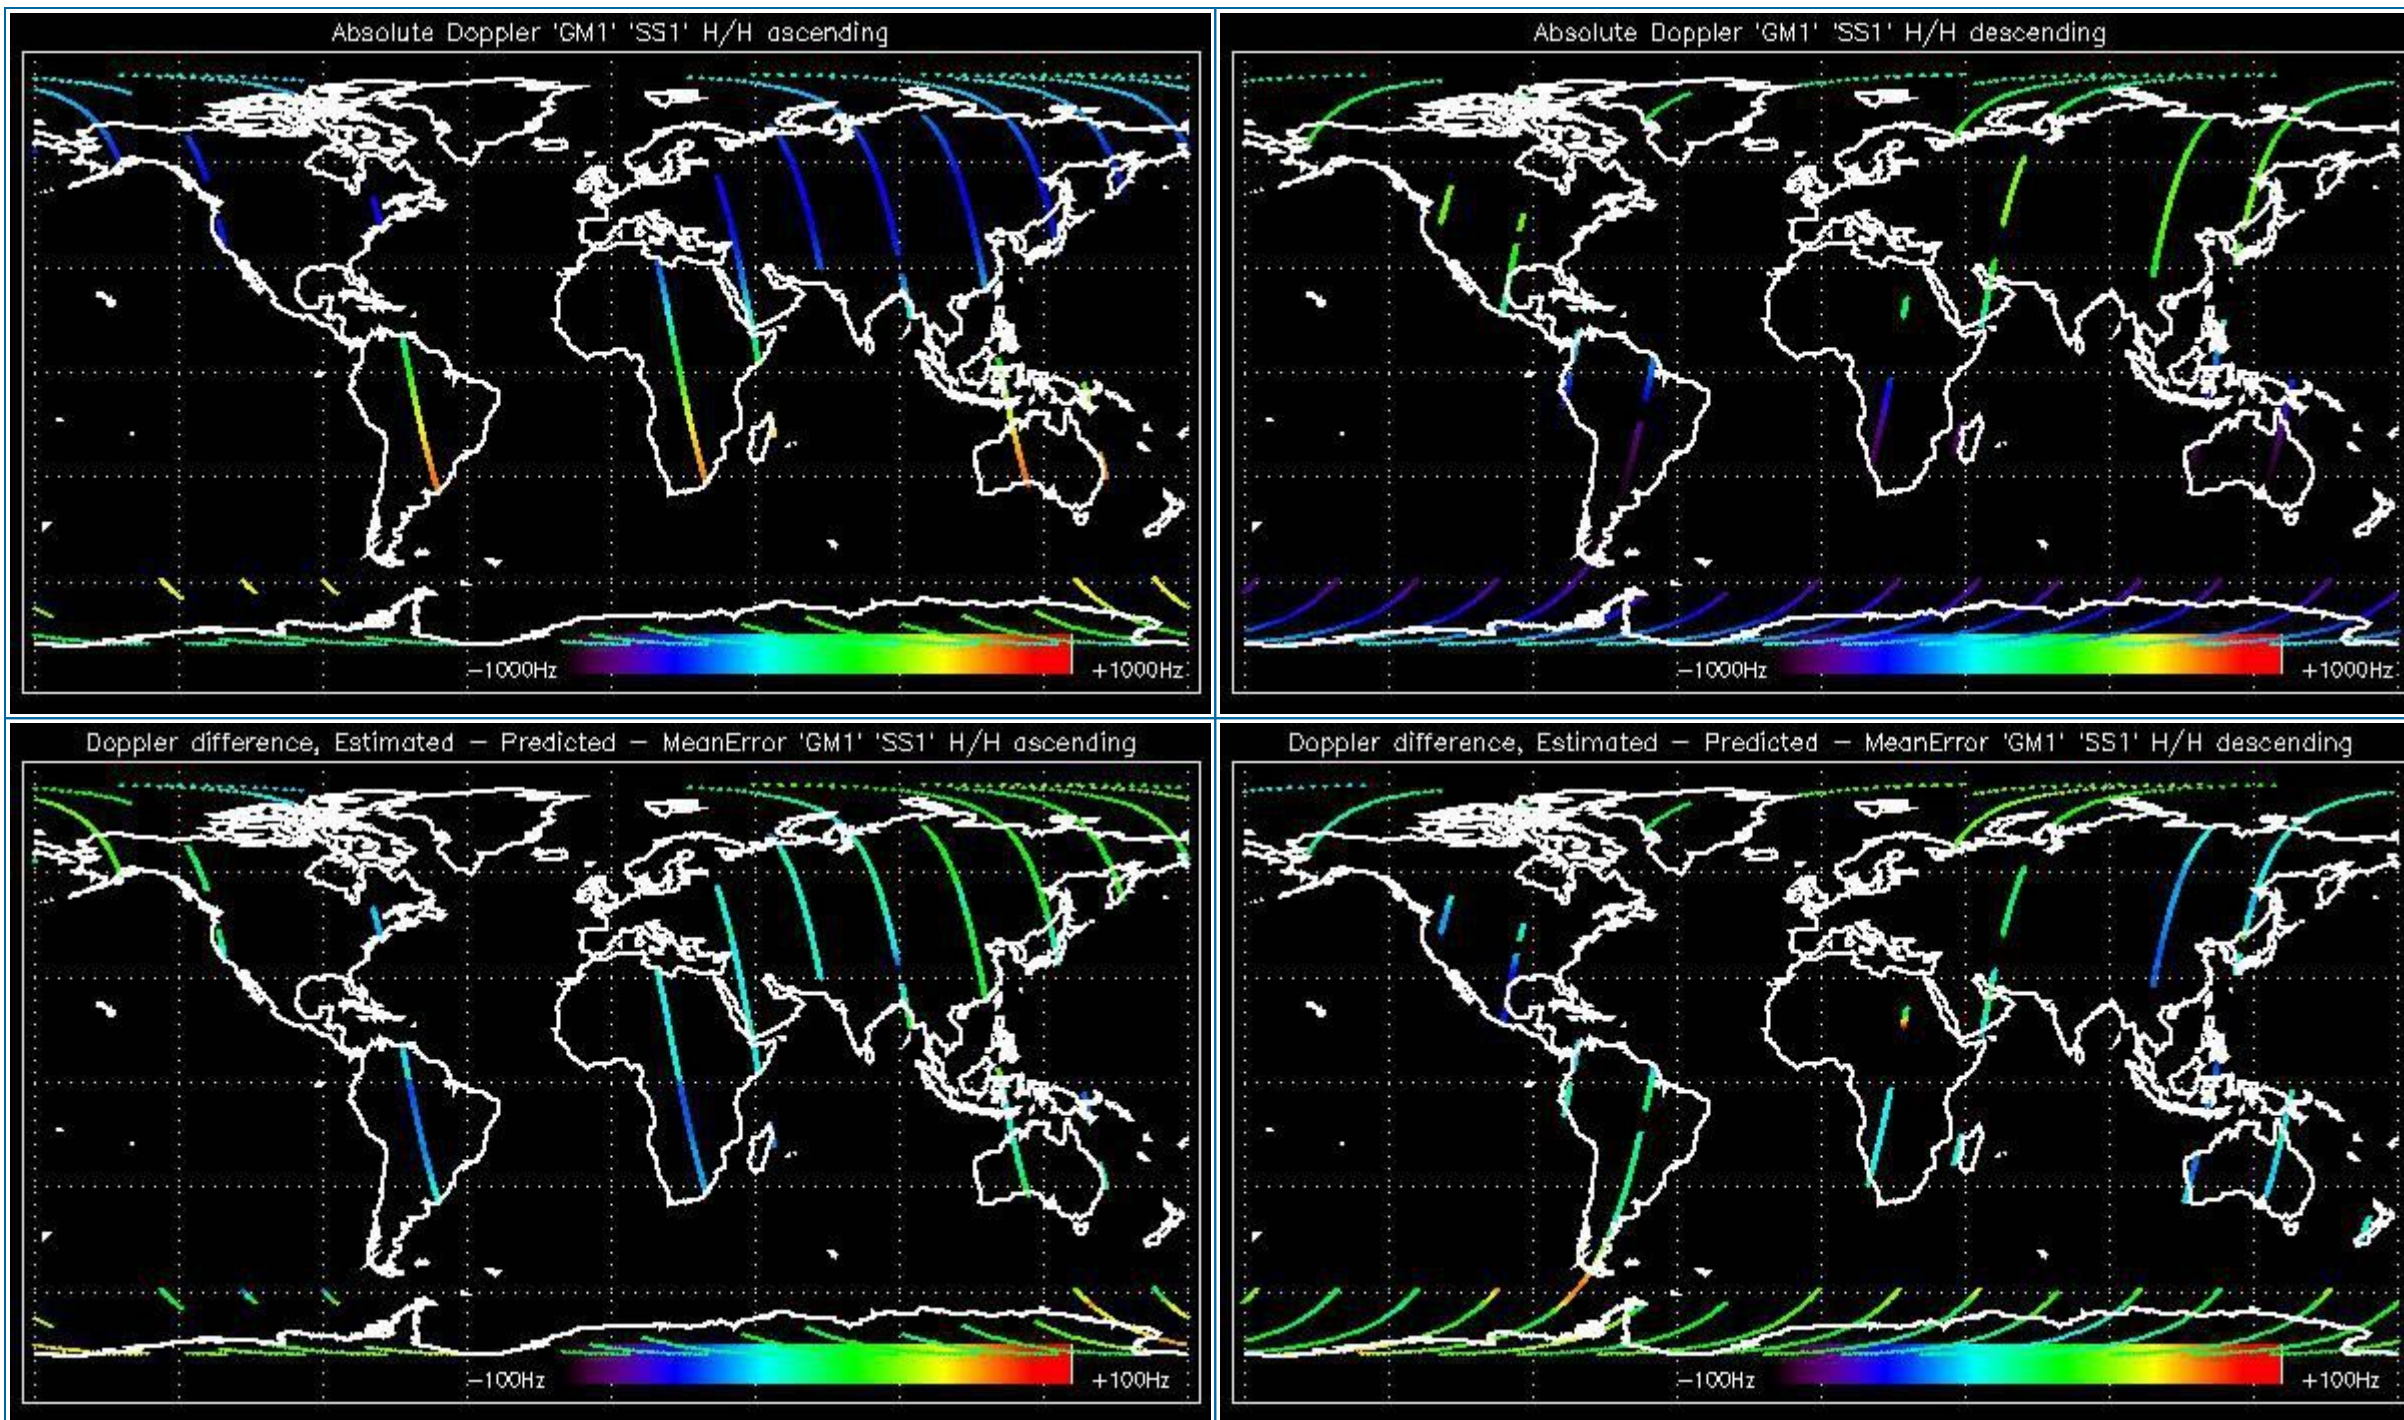 Absolute Doppler 'GM1' 'SS1' H/H ascending
-1000Hz
+1000Hz
Absolute Doppler 'GM1' 'SS1' H/H descending
-1000Hz
+1000Hz
Doppler difference, Estimated - Predicted - MeanError 'GM1' 'SS1' H/H ascending
-100Hz
+100Hz
Doppler difference, Estimated - Predicted - MeanError 'GM1' 'SS1' H/H descending
-100Hz
+100Hz